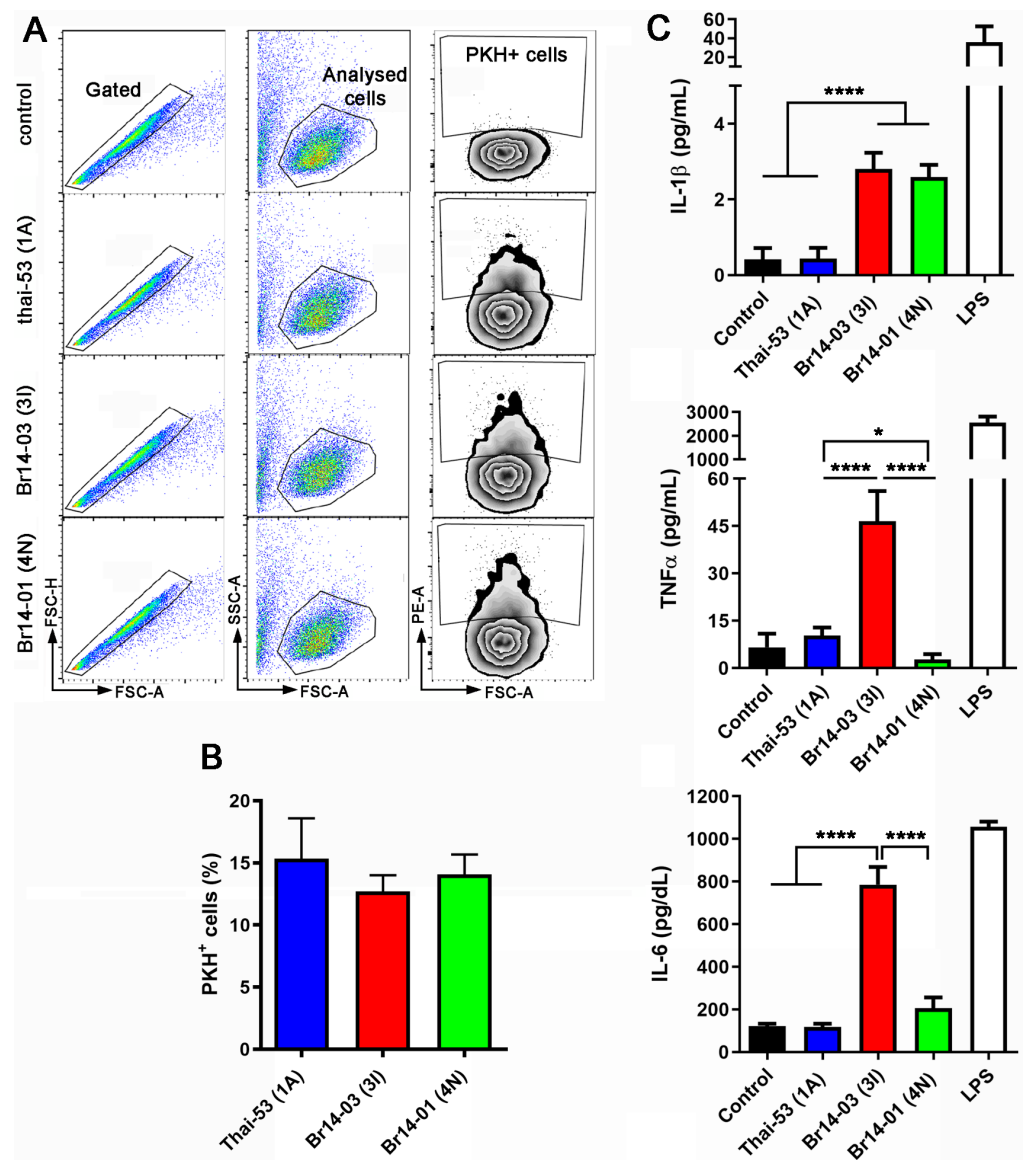 A
control
Gated
Analysed
cells
PKH+ cells
thai-53 (1A)
Br14-03 (3I)
Br14-01 (4N)
FSC-H
FSC-A
SSC-A
FSC-A
PE-A
FSC-A
B
PKH+ cells (%)
20
15
10
5
0
Thai-53 (1A)
Br14-03 (3I)
Br14-01 (4N)
C
IL-1β (pg/mL)
60
40
20
4
2
0
****
Control
Thai-53 (1A)
Br14-03 (3I)
Br14-01 (4N)
LPS
TNFα (pg/mL)
3000
2000
1000
60
45
30
15
0
*
**** ****
Control
Thai-53 (1A)
Br14-03 (3I)
Br14-01 (4N)
LPS
IL-6 (pg/dL)
1200
1000
800
600
400
200
0
**** ****
Control
Thai-53 (1A)
Br14-03 (3I)
Br14-01 (4N)
LPS